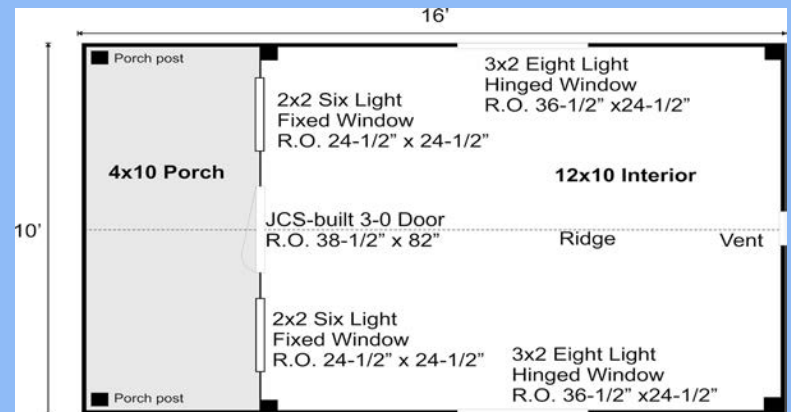 16’
Porch post
3x2 Eight Light
Hinged Window
R.O. 36-1/2” x24-1/2”
2x2 Six Light
Fixed Window
R.O. 24-1/2” x 24-1/2”
4x10 Porch
12x10 Interior
JCS-built 3-0 Door
R.O. 38-1/2” x 82”
10’
Ridge
Vent
2x2 Six Light
Fixed Window
R.O. 24-1/2” x 24-1/2”
3x2 Eight Light
Hinged Window
R.O. 36-1/2” x24-1/2”
Porch post